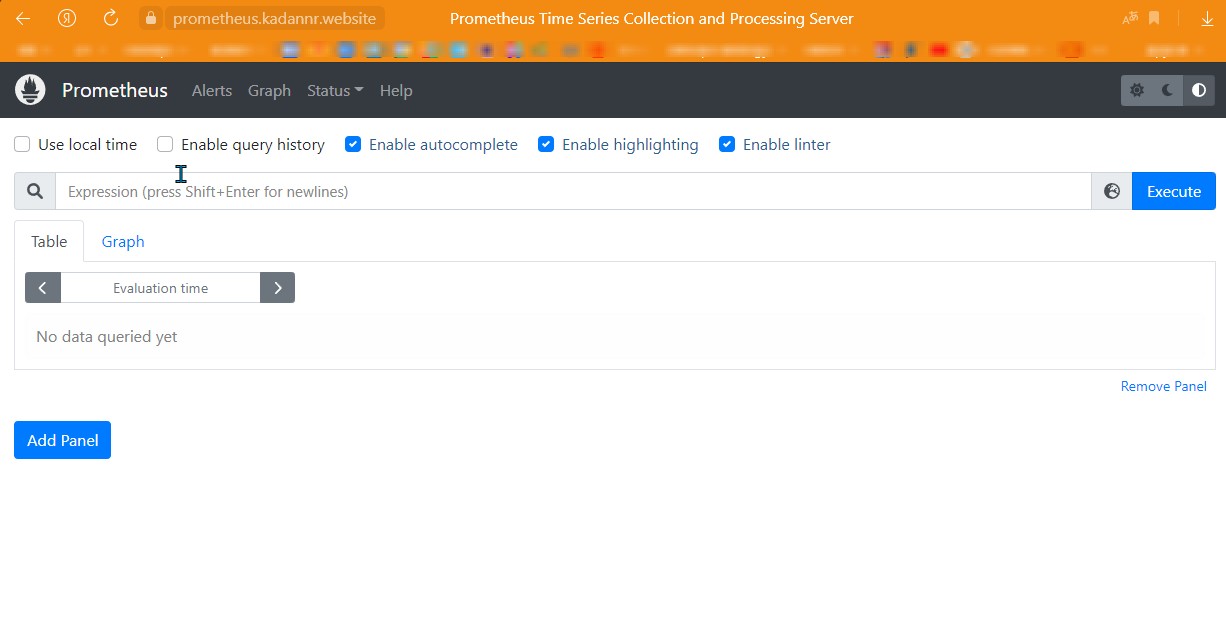 prometheus.kadannr.website Prometheus Time Series Collection and Processing Server
Prometheus Alerts Graph Status Help
Use local time Enable query history Enable autocomplete Enable highlighting Enable linter
Expression (press Shift+Enter for newlines) Execute
Table Graph
Evaluation time
No data queried yet
Remove Panel
Add Panel